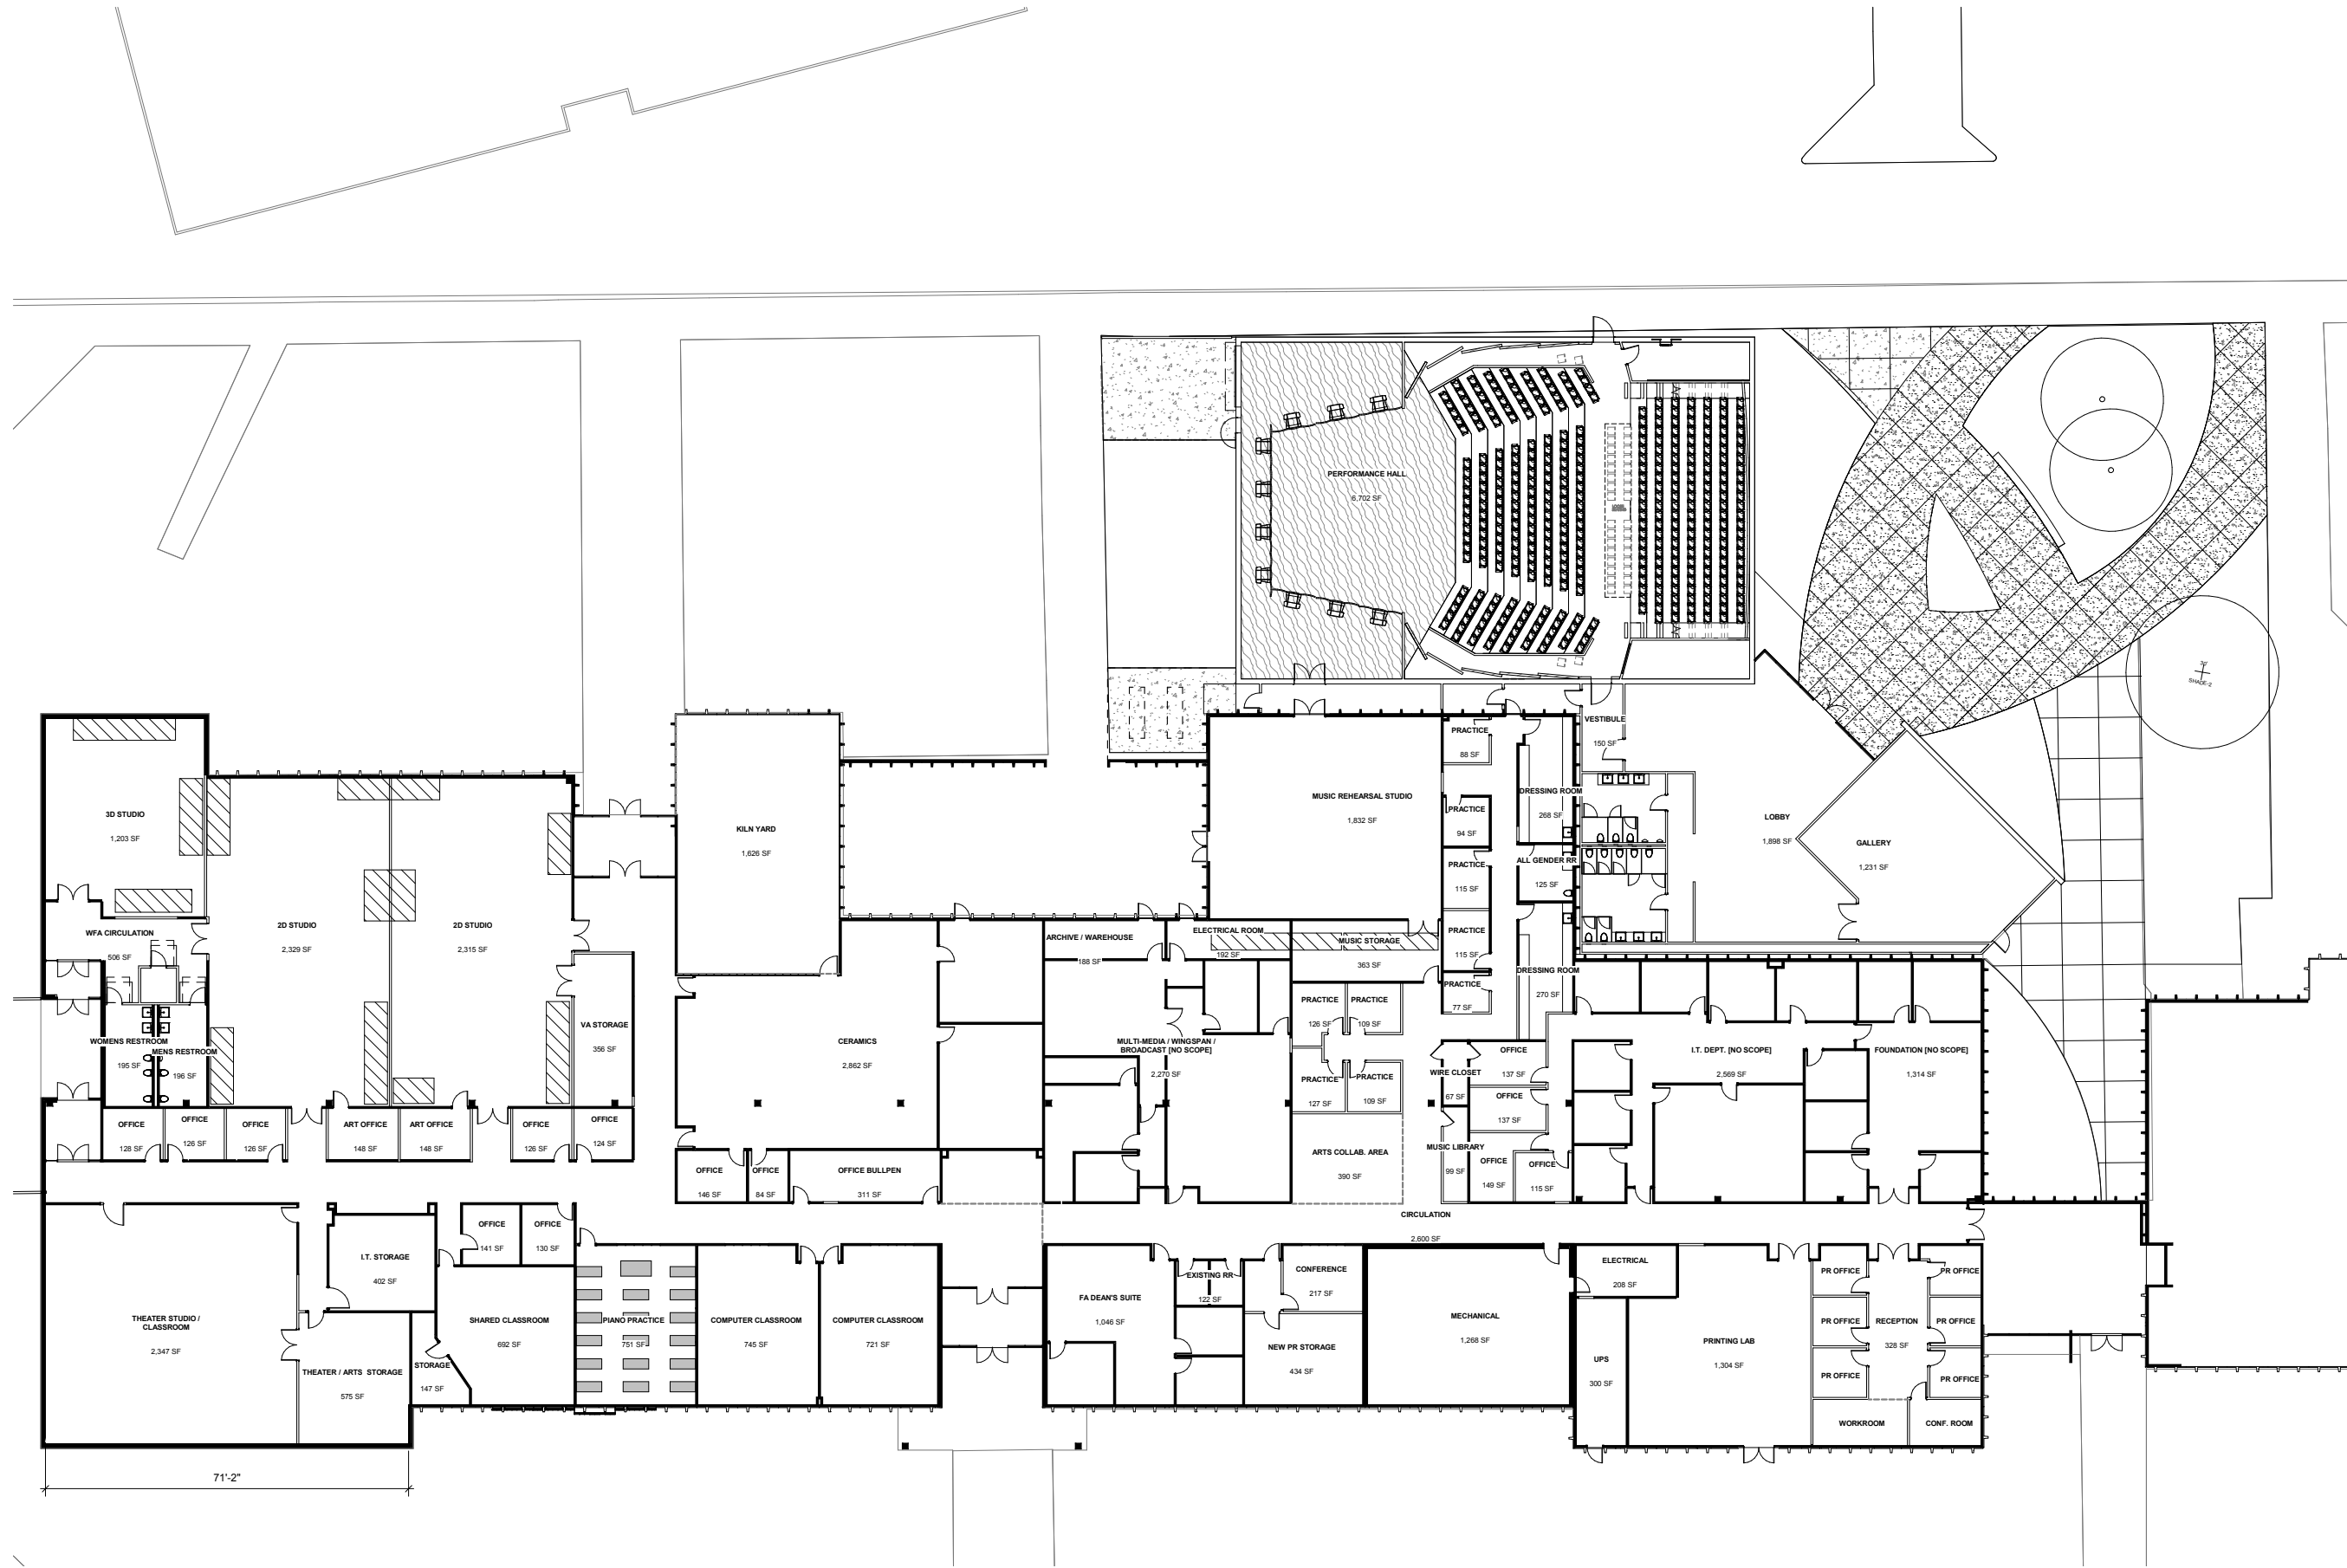 PERFORMANCE HALL
6,702 SF
SHADE-2
VESTIBULE
150 SF
PRACTICE
88 SF
3D STUDIO
1,203 SF
KILN YARD
1,626 SF
MUSIC REHEARSAL STUDIO
1,832 SF
PRACTICE
94 SF
DRESSING ROOM
268 SF
LOBBY
1,898 SF
GALLERY
1,231 SF
PRACTICE
115 SF
ALL GENDER RR
125 SF
WFA CIRCULATION
506 SF
2D STUDIO
2,329 SF
2D STUDIO
2,315 SF
ARCHIVE / WAREHOUSE
188 SF
ELECTRICAL ROOM
192 SF
MUSIC STORAGE
363 SF
PRACTICE
115 SF
DRESSING ROOM
270 SF
PRACTICE
77 SF
PRACTICE
126 SF
PRACTICE
109 SF
WOMENS RESTROOM
195 SF
MENS RESTROOM
196 SF
VA STORAGE
356 SF
CERAMICS
2,862 SF
MULTI-MEDIA / WINGSPAN /
BROADCAST [NO SCOPE]
2,270 SF
PRACTICE
127 SF
PRACTICE
109 SF
WIRE CLOSET
67 SF
OFFICE
137 SF
OFFICE
137 SF
I.T. DEPT. [NO SCOPE]
2,569 SF
FOUNDATION [NO SCOPE]
1,314 SF
OFFICE
128 SF
OFFICE
126 SF
OFFICE
126 SF
ART OFFICE
148 SF
ART OFFICE
148 SF
OFFICE
126 SF
OFFICE
124 SF
OFFICE
146 SF
OFFICE
84 SF
OFFICE BULLPEN
311 SF
ARTS COLLAB. AREA
390 SF
MUSIC LIBRARY
99 SF
OFFICE
149 SF
OFFICE
115 SF
CIRCULATION
2,600 SF
OFFICE
141 SF
OFFICE
130 SF
I.T. STORAGE
402 SF
THEATER STUDIO /
CLASSROOM
2,347 SF
THEATER / ARTS STORAGE
575 SF
STORAGE
147 SF
SHARED CLASSROOM
692 SF
PIANO PRACTICE
751 SF
COMPUTER CLASSROOM
745 SF
COMPUTER CLASSROOM
721 SF
FA DEAN'S SUITE
1,046 SF
EXISTING RR
122 SF
CONFERENCE
217 SF
NEW PR STORAGE
434 SF
MECHANICAL
1,268 SF
ELECTRICAL
208 SF
UPS
300 SF
PRINTING LAB
1,304 SF
PR OFFICE
PR OFFICE
PR OFFICE
RECEPTION
328 SF
PR OFFICE
PR OFFICE
PR OFFICE
WORKROOM
CONF. ROOM
71'-2"